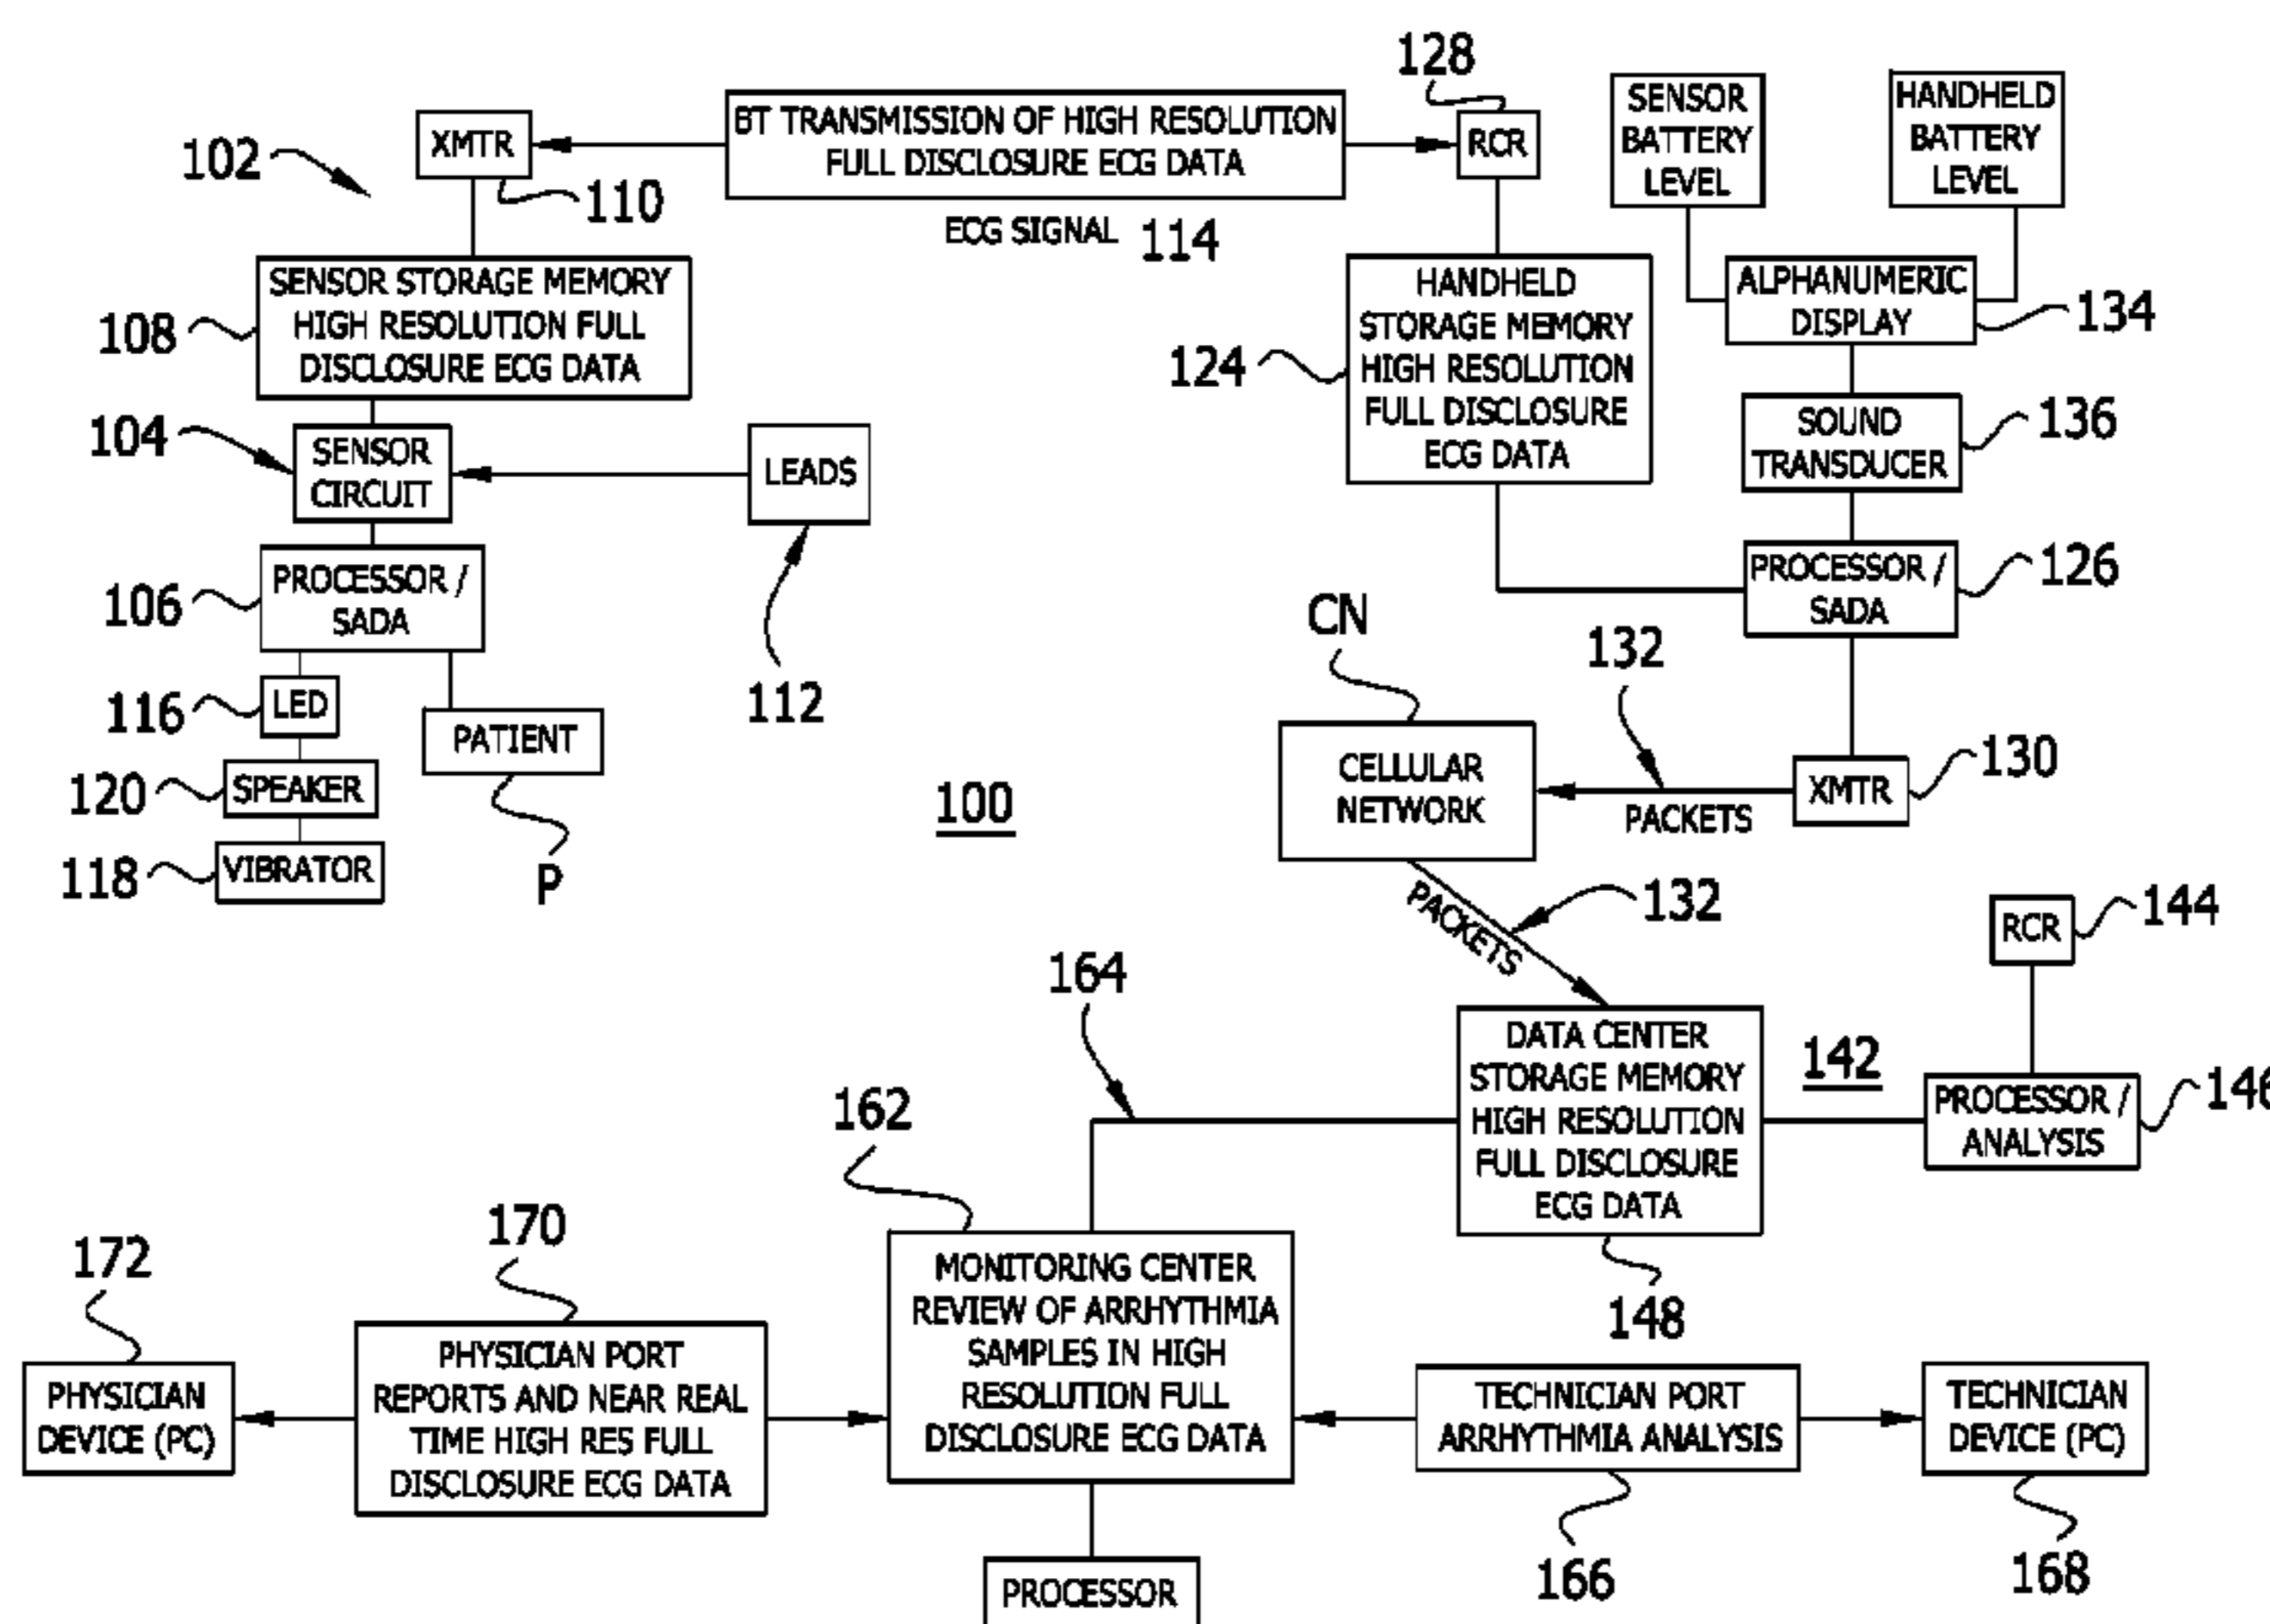 128
SENSOR
BATTERY
LEVEL
HANDHELD
BATTERY
LEVEL
102
XMTR
110
BT TRANSMISSION OF HIGH RESOLUTION
FULL DISCLOSURE ECG DATA
RCR
ECG SIGNAL 114
108
SENSOR STORAGE MEMORY
HIGH RESOLUTION FULL
DISCLOSURE ECG DATA
124
HANDHELD
STORAGE MEMORY
HIGH RESOLUTION
FULL DISCLOSURE
ECG DATA
ALPHANUMERIC
DISPLAY
134
104
SENSOR
CIRCUIT
LEADS
112
SOUND
TRANSDUCER
136
106
PROCESSOR /
SADA
PROCESSOR /
SADA
126
116
LED
PATIENT
P
120
SPEAKER
118
VIBRATOR
100
CN
CELLULAR
NETWORK
132
PACKETS
XMTR
130
PACKETS
132
RCR
144
164
DATA CENTER
STORAGE MEMORY
HIGH RESOLUTION
FULL DISCLOSURE
ECG DATA
148
142
PROCESSOR /
ANALYSIS
146
162
MONITORING CENTER
REVIEW OF ARRHYTHMIA
SAMPLES IN HIGH
RESOLUTION FULL
DISCLOSURE ECG DATA
172
PHYSICIAN
DEVICE (PC)
170
PHYSICIAN PORT
REPORTS AND NEAR REAL
TIME HIGH RES FULL
DISCLOSURE ECG DATA
TECHNICIAN PORT
ARRHYTHMIA ANALYSIS
166
TECHNICIAN
DEVICE (PC)
168
PROCESSOR